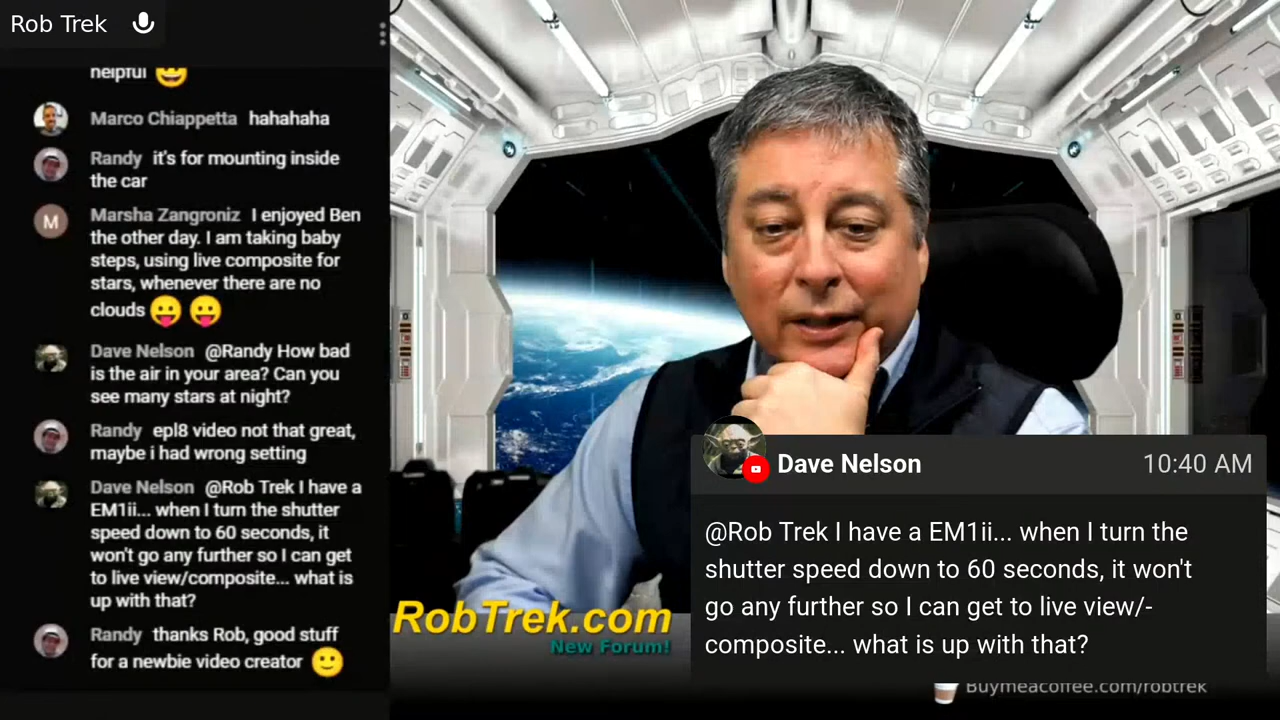 Rob Trek
helpful
Marco Chiappetta hahahaha
Randy it's for mounting inside
the car
M
Marsha Zangroniz I enjoyed Ben
the other day. I am taking baby
steps, using live composite for
stars, whenever there are no
clouds
Dave Nelson @Randy How bad
is the air in your area? Can you
see many stars at night?
Randy epl8 video not that great,
maybe i had wrong setting
Dave Nelson @Rob Trek I have a
EM1ii... when I turn the shutter
speed down to 60 seconds, it
won't go any further so I can get
to live view/composite... what is
up with that?
Randy thanks Rob, good stuff
for a newbie video creator
RobTrek.com
New Forum!
Dave Nelson 10:40 AM
@Rob Trek I have a EM1ii... when I turn the
shutter speed down to 60 seconds, it won't
go any further so I can get to live view/-
composite... what is up with that?
Buymeacoffee.com/robtrek